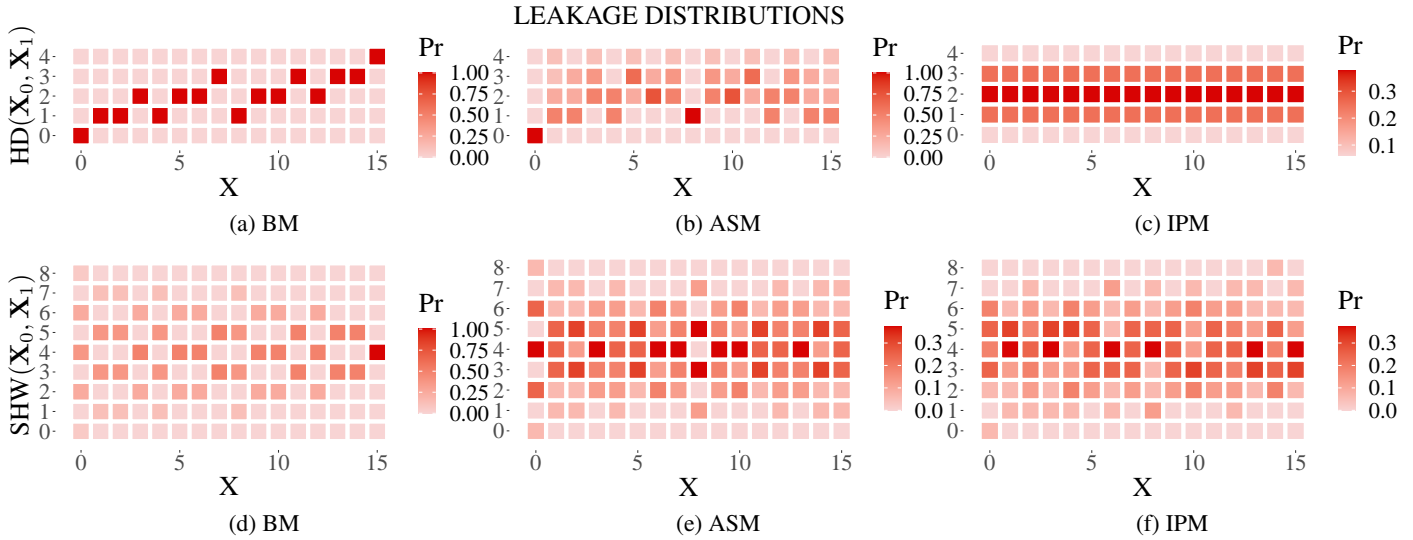 LEAKAGE DISTRIBUTIONS
HD(X₀, X₁)
4
3
2
1
0
0 5 10 15
X
Pr
1.00
0.75
0.50
0.25
0.00
(a) BM
4
3
2
1
0
0 5 10 15
X
Pr
1.00
0.75
0.50
0.25
0.00
(b) ASM
4
3
2
1
0
0 5 10 15
X
Pr
0.3
0.2
0.1
(c) IPM
SHW(X₀, X₁)
8
7
6
5
4
3
2
1
0
0 5 10 15
X
Pr
1.00
0.75
0.50
0.25
0.00
(d) BM
8
7
6
5
4
3
2
1
0
0 5 10 15
X
Pr
0.3
0.2
0.1
0.0
(e) ASM
8
7
6
5
4
3
2
1
0
0 5 10 15
X
Pr
0.3
0.2
0.1
0.0
(f) IPM